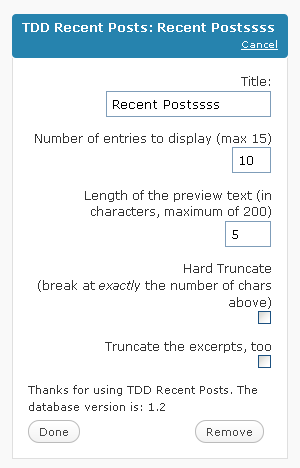 TDD Recent Posts: Recent Postssss
Cancel
Title:
Recent Postssss
Number of entries to display (max 15)
10
Length of the preview text (in
characters, maximum of 200)
5
Hard Truncate
(break at exactly the number of chars
above)
Truncate the excerpts, too
Thanks for using TDD Recent Posts. The
database version is: 1.2
Done
Remove